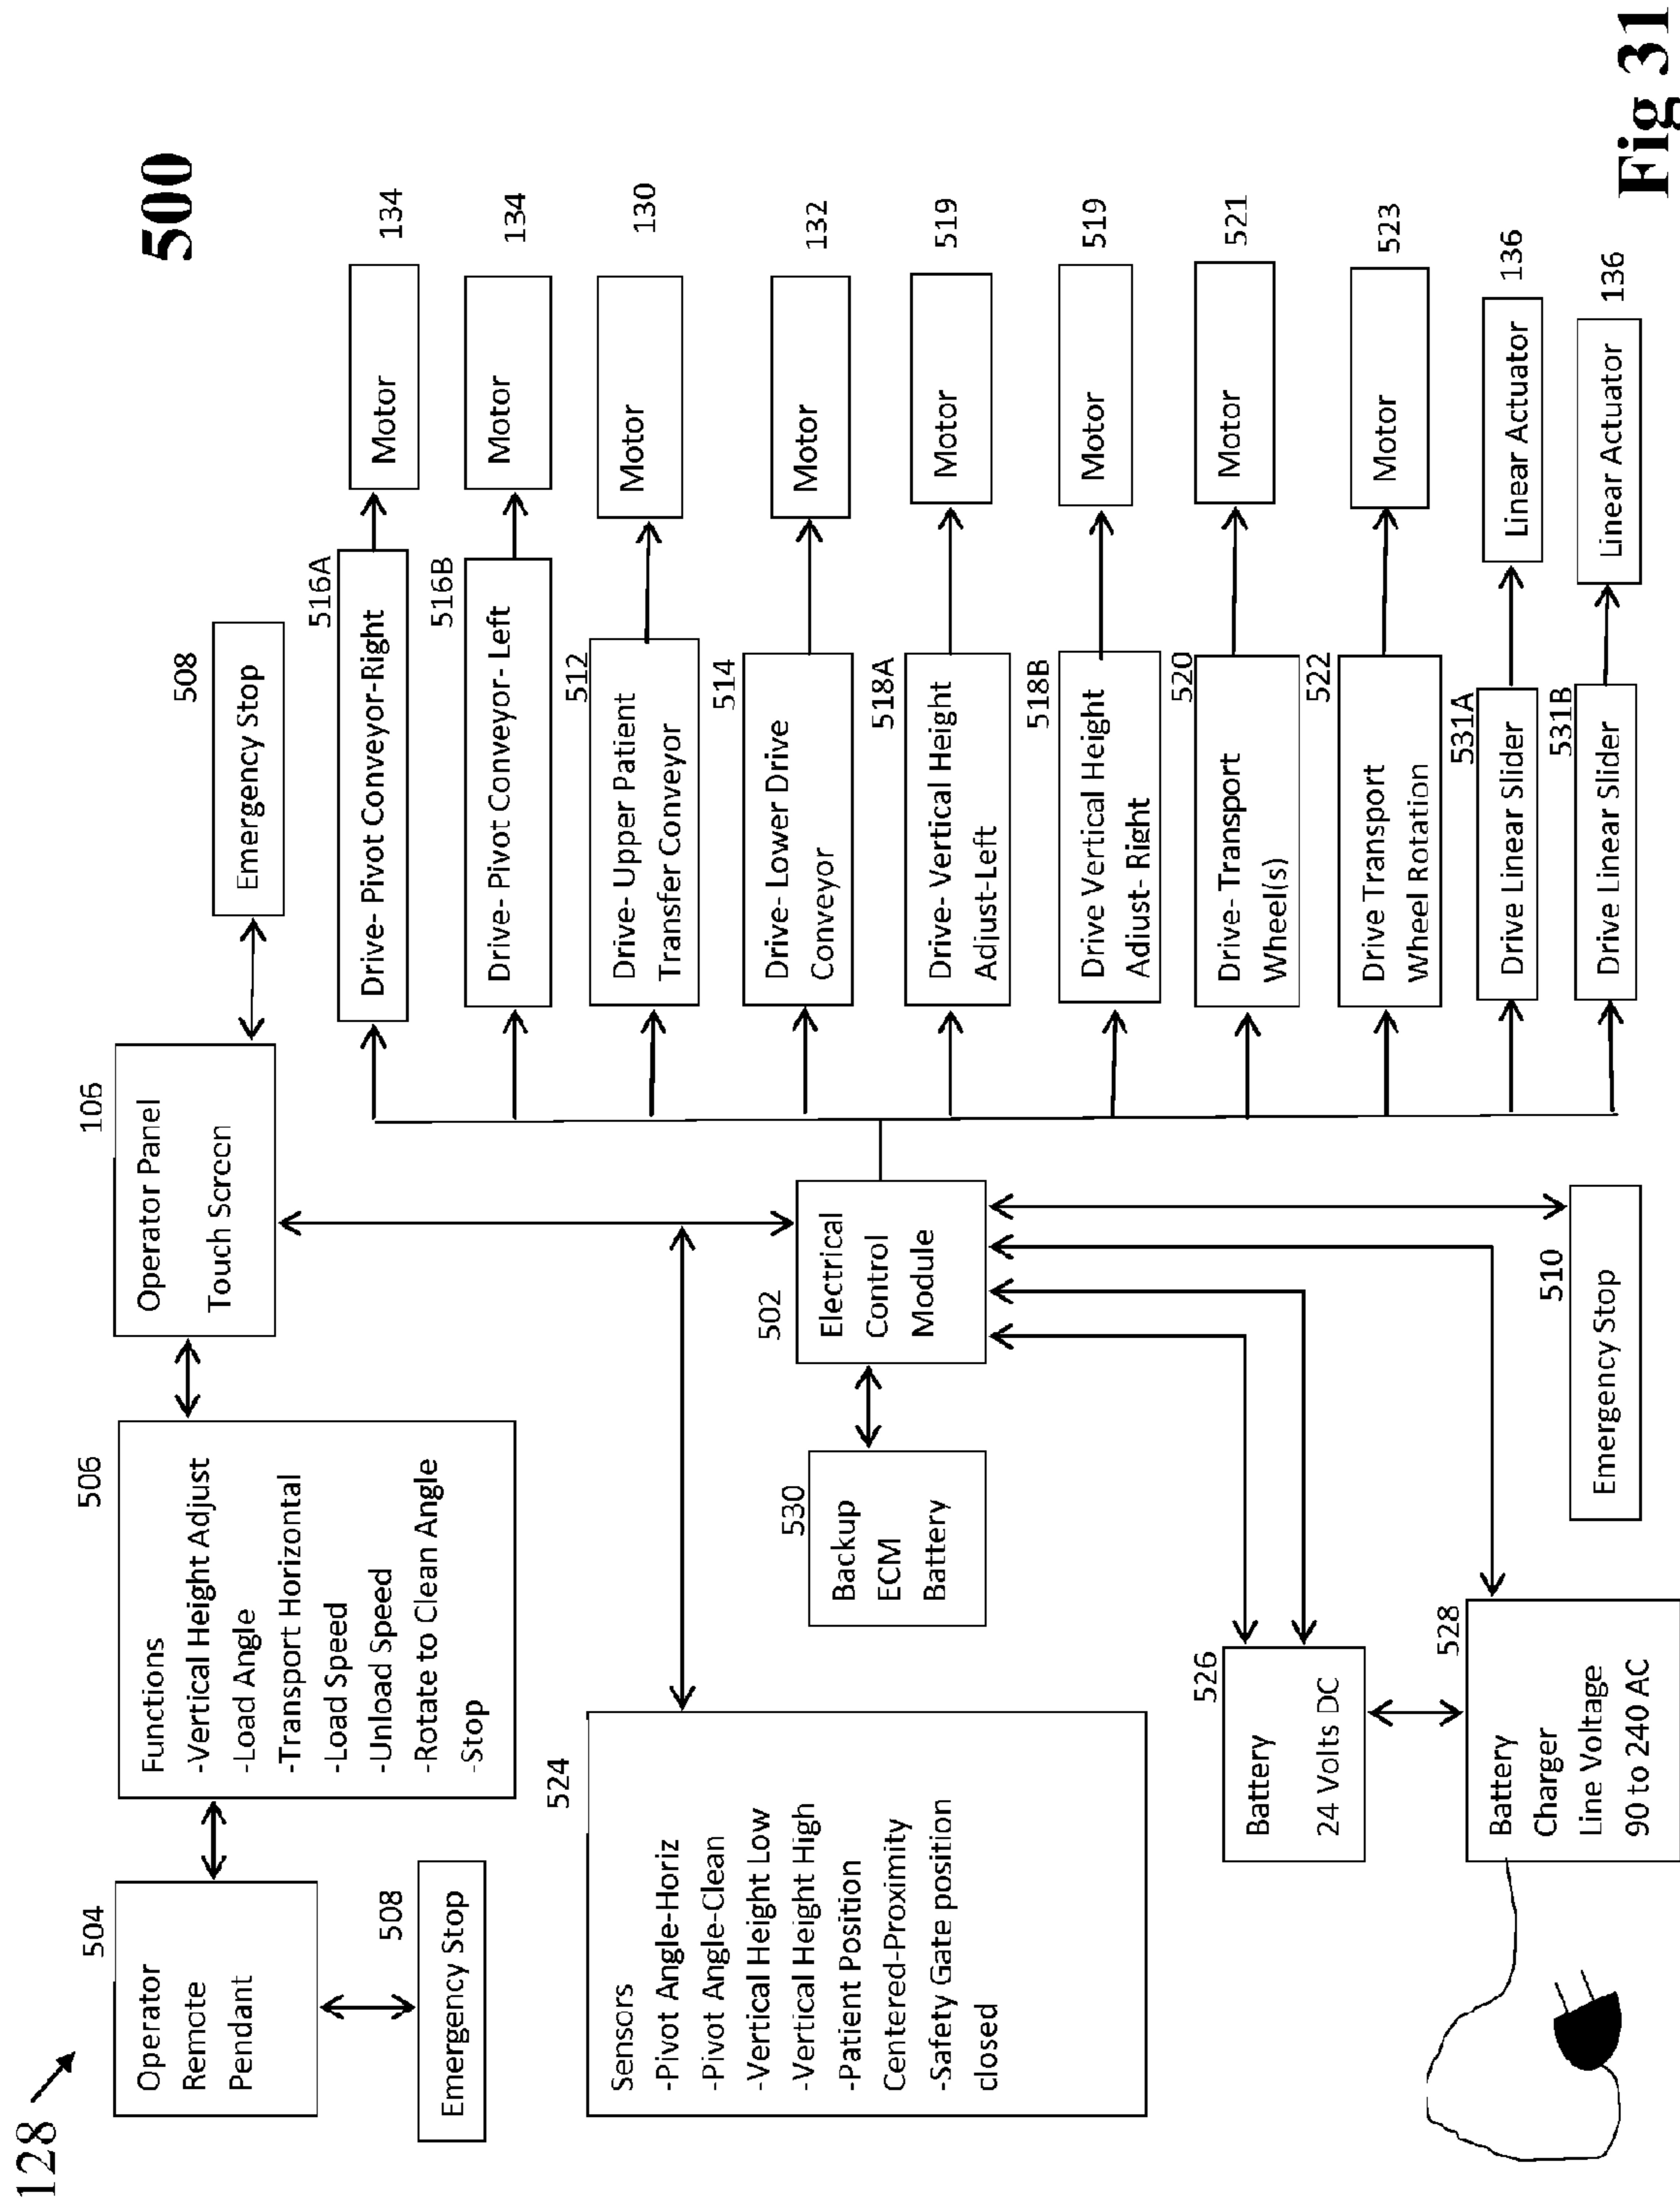 128
500
504
Operator
Remote
Pendant
508
Emergency Stop
506
Functions
-Vertical Height Adjust
-Load Angle
-Transport Horizontal
-Load Speed
-Unload Speed
-Rotate to Clean Angle
-Stop
106
Operator Panel
Touch Screen
508
Emergency Stop
524
Sensors
-Pivot Angle-Horiz
-Pivot Angle-Clean
-Vertical Height Low
-Vertical Height High
-Patient Position
Centered-Proximity
-Safety Gate position
closed
530
Backup
ECM
Battery
502
Electrical
Control
Module
526
Battery
24 Volts DC
528
Battery
Charger
Line Voltage
90 to 240 AC
510
Emergency Stop
516A
Drive- Pivot Conveyor-Right
Motor
134
516B
Drive- Pivot Conveyor- Left
Motor
134
512
Drive- Upper Patient
Transfer Conveyor
Motor
130
514
Drive- Lower Drive
Conveyor
Motor
132
518A
Drive- Vertical Height
Adjust-Left
Motor
519
518B
Drive Vertical Height
Adjust- Right
Motor
519
520
Drive- Transport
Wheel(s)
Motor
521
522
Drive Transport
Wheel Rotation
Motor
523
531A
Drive Linear Slider
Linear Actuator
136
531B
Drive Linear Slider
Linear Actuator
136
Fig 31